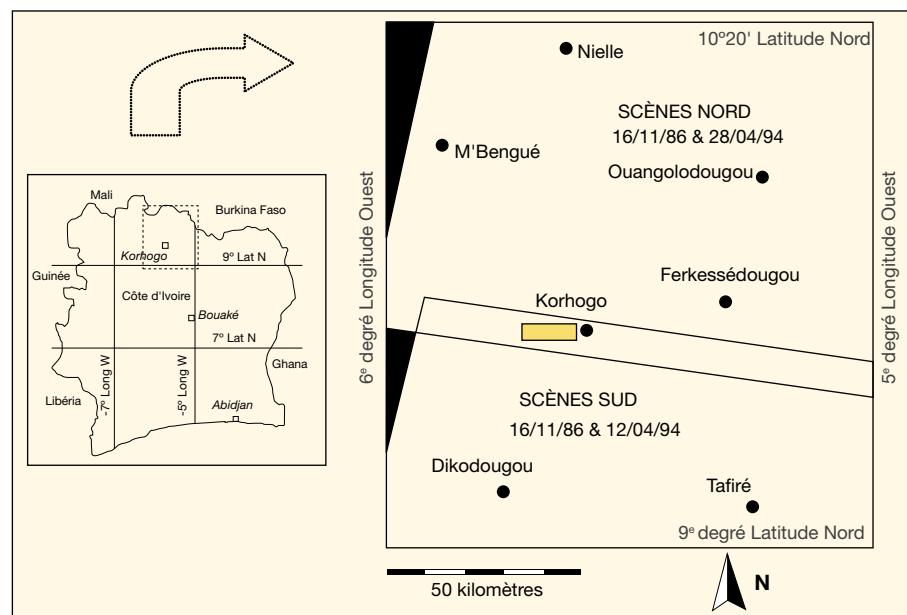 10°20' Latitude Nord
Nielle
SCÈNES NORD
16/11/86 & 28/04/94
M'Bengué
Ouangolodougou
6e degré Longitude Ouest
5e degré Longitude Ouest
Ferkessédougou
Korhogo
SCÈNES SUD
16/11/86 & 12/04/94
Dikodougou
Tafiré
9e degré Latitude Nord
50 kilomètres
N
Mali
Burkina Faso
Korhogo
9° Lat N
Guinée
Côte d'Ivoire
Bouaké
7° Lat N
Ghana
-7° Long W
-5° Long W
Libéria
Abidjan